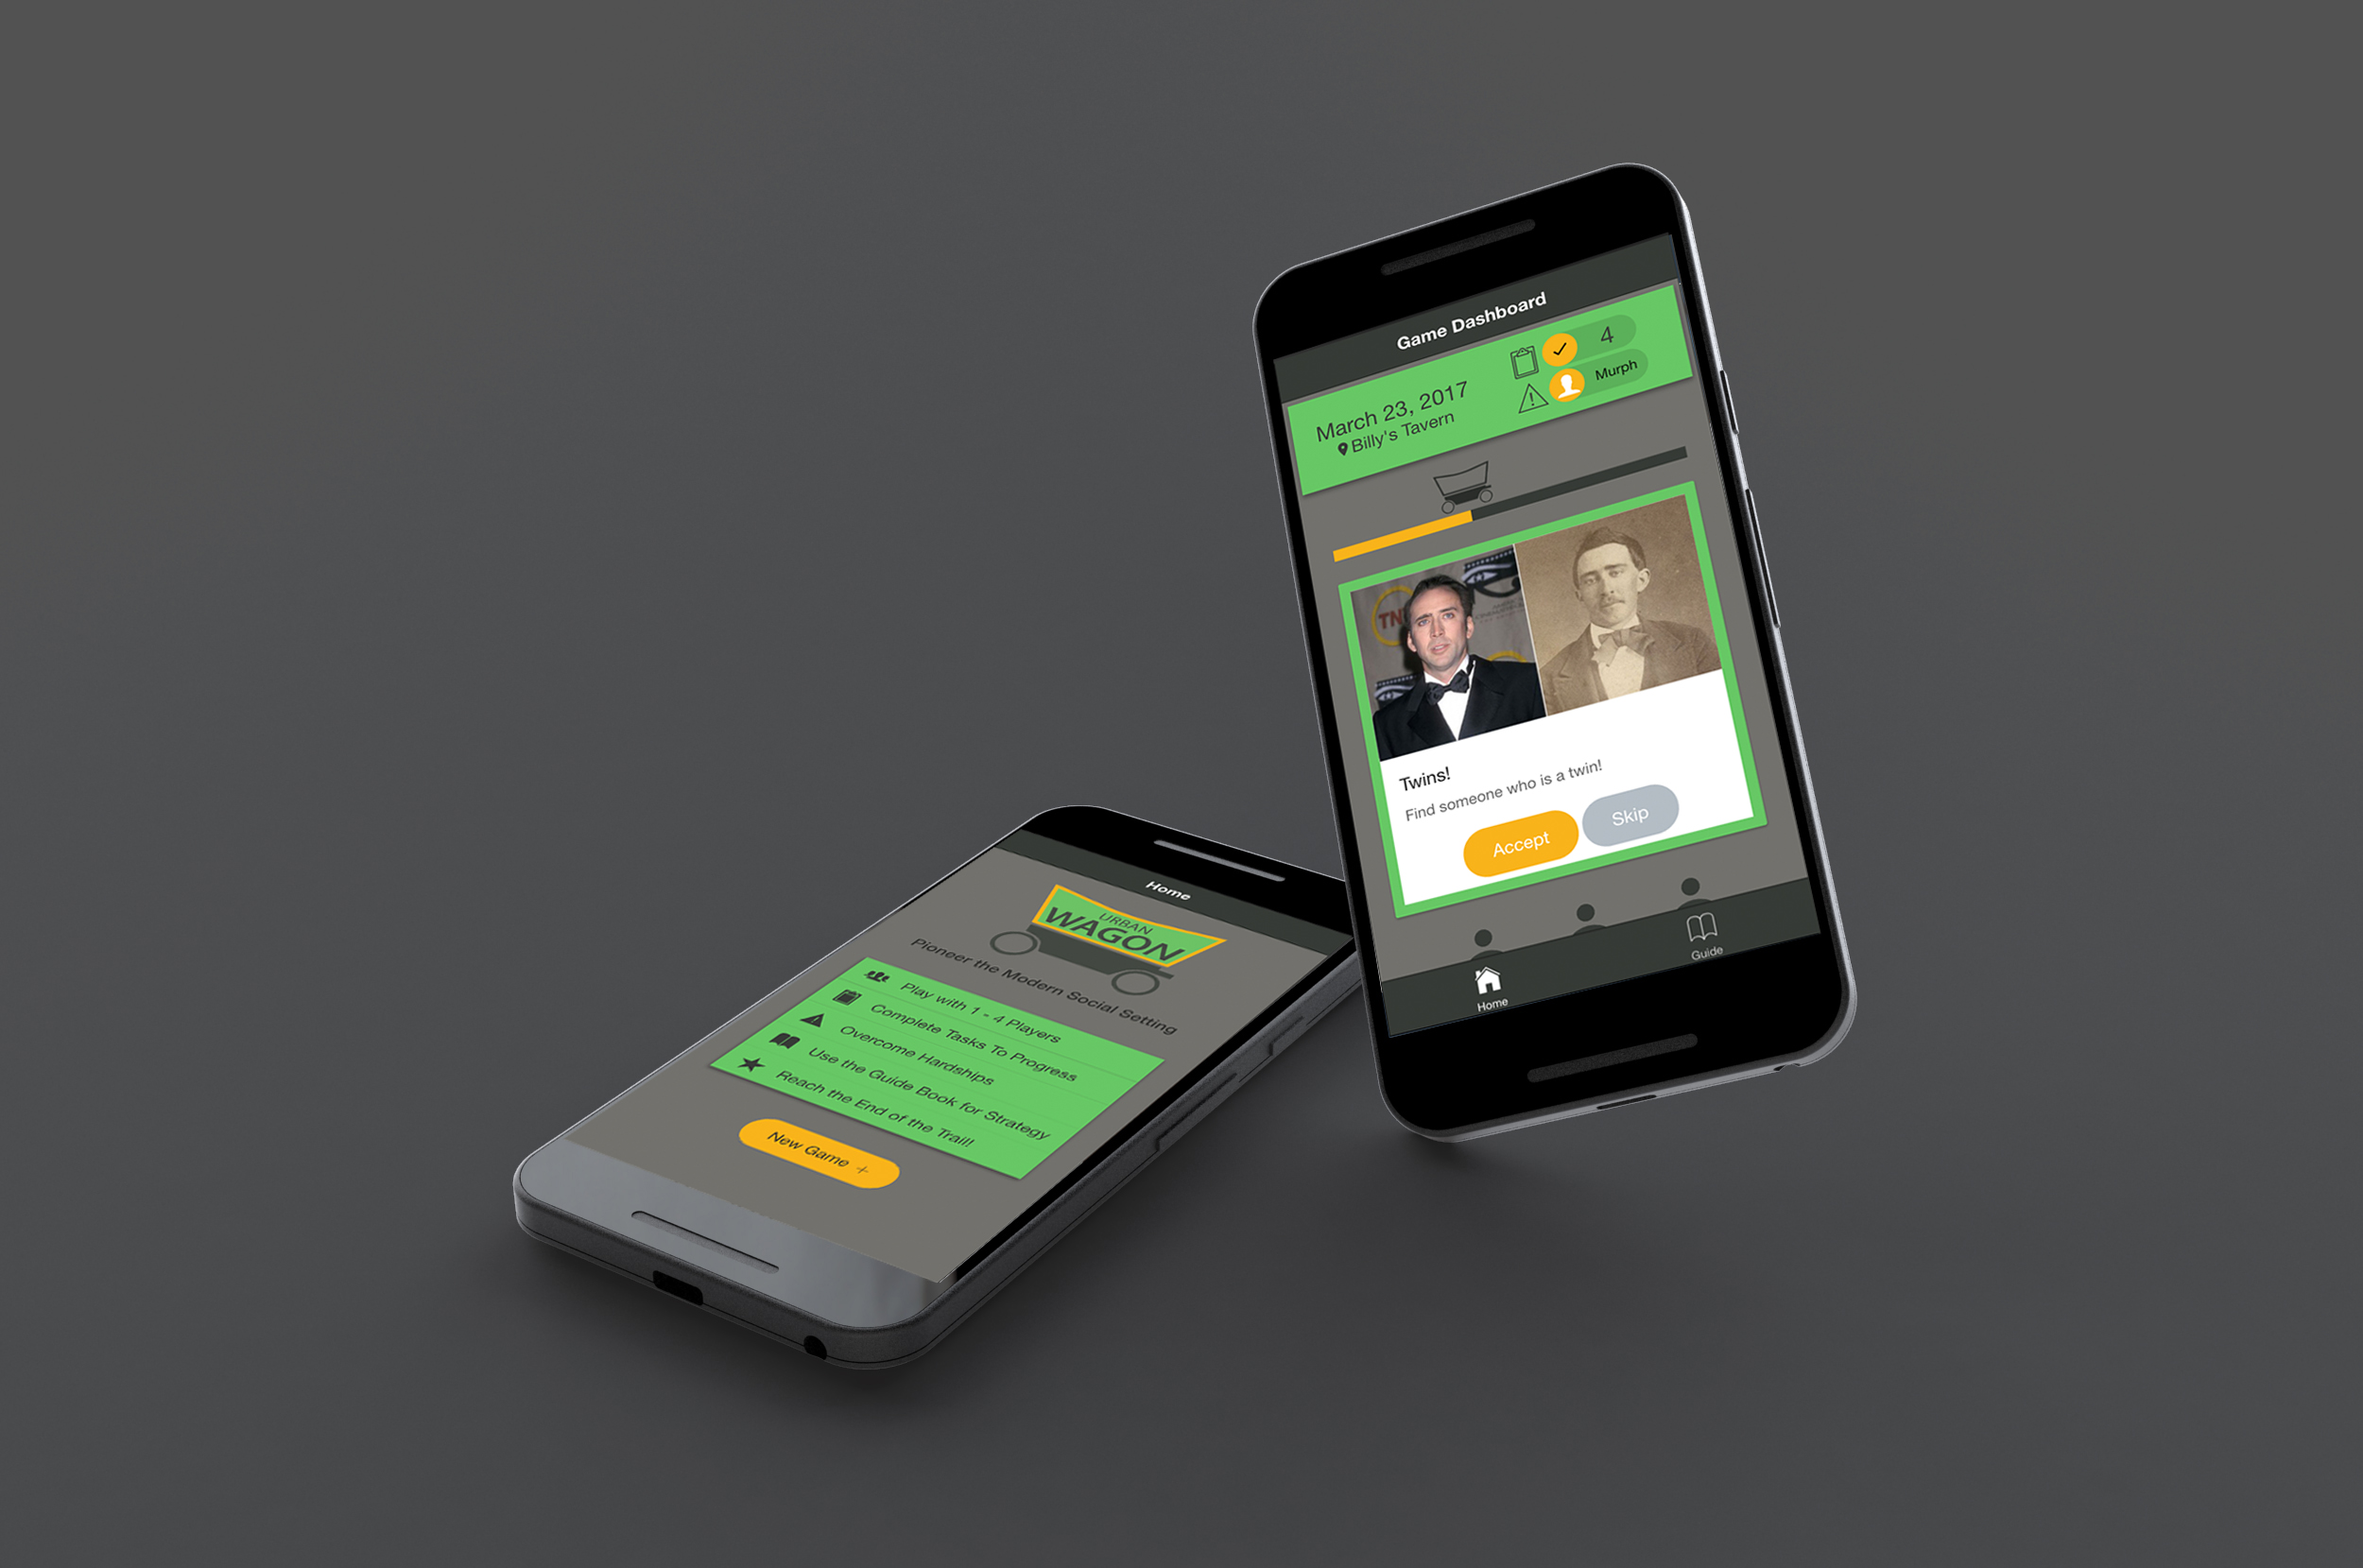 Home
URBAN
WAGON
Pioneer the Modern Social Setting
Play with 1 - 4 Players
Complete Tasks To Progress
Overcome Hardships
Use the Guide Book for Strategy
Reach the End of the Trail!
New Game +
Game Dashboard
March 23, 2017
Billy's Tavern
4
Murph
TN
Twins!
Find someone who is a twin!
Accept
Skip
Home
Guide